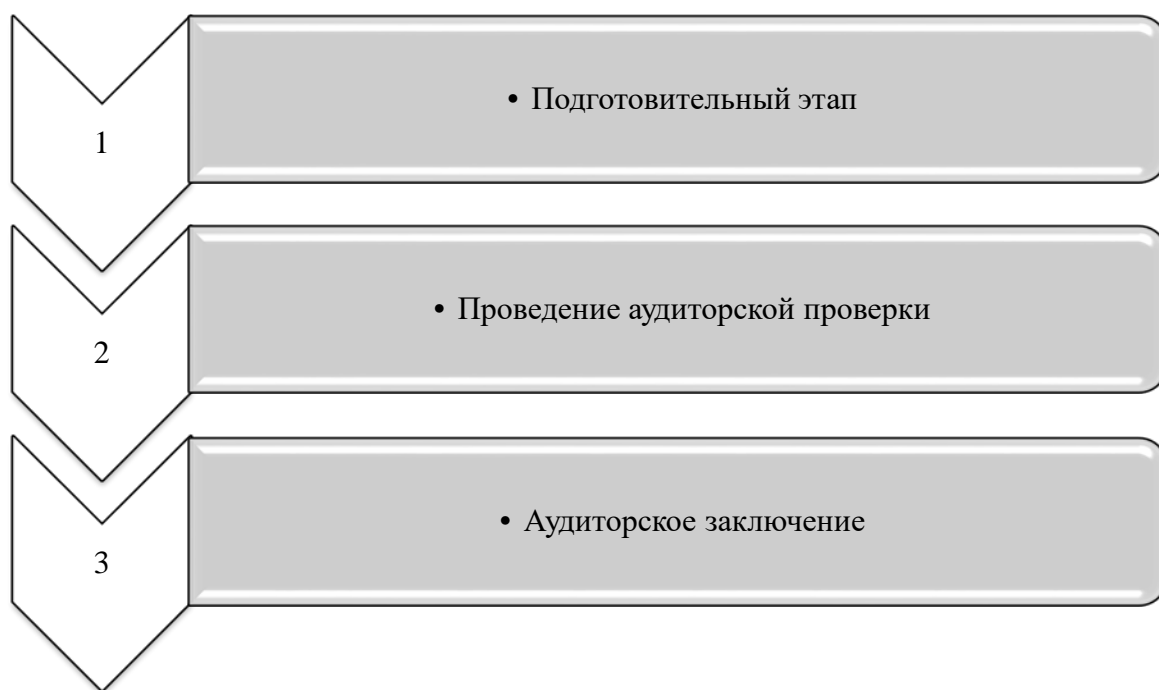 1
• Подготовительный этап
2
• Проведение аудиторской проверки
3
• Аудиторское заключение